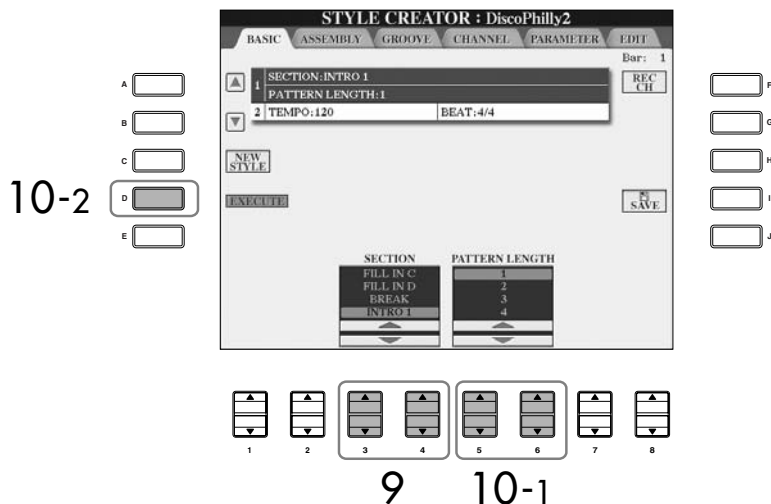 STYLE CREATOR : DiscoPhilly2
BASIC ASSEMBLY GROOVE CHANNEL PARAMETER EDIT
Bar: 1
1 SECTION:INTRO 1
PATTERN LENGTH:1
REC CH
2 TEMPO:120 BEAT:4/4
NEW STYLE
EXECUTE
SAVE
A
B
C
D
E
F
G
H
I
J
10-2
SECTION PATTERN LENGTH
FILL IN C 1
FILL IN D 2
BREAK 3
INTRO 1 4
1 2 3 4 5 6 7 8
9 10-1